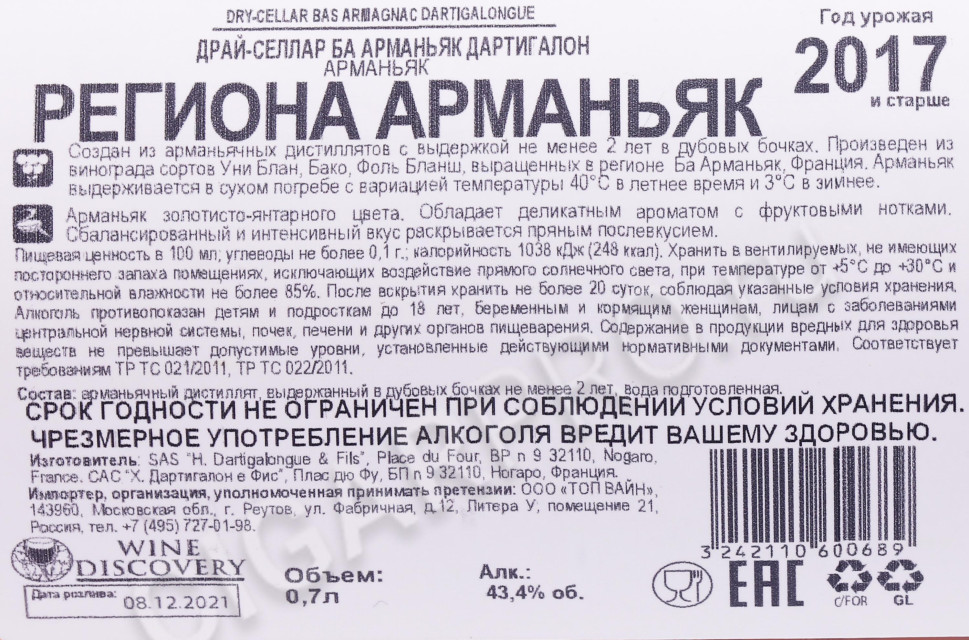 DRY-CELLAR BAS ARMAGNAC DARTIGALONGUE
ДРАЙ-СЕЛЛАР БА АРМАНЬЯК ДАРТИГАЛОН
АРМАНЬЯК
Год урожая
2017
и старше
РЕГИОНА АРМАНЬЯК
Создан из арманьячных дистиллятов с выдержкой не менее 2 лет в дубовых бочках. Произведен из
винограда сортов Уни Блан, Бако, Фоль Бланш, выращенных в регионе Ба Арманьяк, Франция. Арманьяк
выдерживается в сухом погребе с вариацией температуры 40°С в летнее время и 3°С в зимнее.
Арманьяк золотисто-янтарного цвета. Обладает деликатным ароматом с фруктовыми нотками.
Сбалансированный и интенсивный вкус раскрывается пряным послевкусием.
Пищевая ценность в 100 мл; углеводы не более 0,1 г.; калорийность 1038 кДж (248 ккал). Хранить в вентилируемых, не имеющих
постороннего запаха помещениях, исключающих воздействие прямого солнечного света, при температуре от +5°С до +30°С и
относительной влажности не более 85%. После вскрытия хранить не более 20 суток, соблюдая указанные условия хранения.
Алкоголь противопоказан детям и подросткам до 18 лет, беременным и кормящим женщинам, лицам с заболеваниями
центральной нервной системы, почек, печени и других органов пищеварения. Содержание в продукции вредных для здоровья
веществ не превышает допустимые уровни, установленные действующими нормативными документами. Соответствует
требованиям ТР ТС 021/2011, ТР ТС 022/2011.
Состав: арманьячный дистиллят, выдержанный в дубовых бочках не менее 2 лет, вода подготовленная.
СРОК ГОДНОСТИ НЕ ОГРАНИЧЕН ПРИ СОБЛЮДЕНИИ УСЛОВИЙ ХРАНЕНИЯ.
ЧРЕЗМЕРНОЕ УПОТРЕБЛЕНИЕ АЛКОГОЛЯ ВРЕДИТ ВАШЕМУ ЗДОРОВЬЮ.
Изготовитель: SAS "H. Dartigalongue & Fils", Place du Four, BP n 9 32110, Nogaro,
France. САС "Х. Дартигалон е Фис", Плас дю Фу, БП n 9 32110, Ногаро, Франция.
Импортер, организация, уполномоченная принимать претензии: ООО «ТОП ВАЙН»,
143960, Московская обл., г. Реутов, ул. Фабричная, д.12, Литера У, помещение 21,
Россия, тел. +7 (495) 727-01-98.
WINE
DISCOVERY
Дата розлива: 08.12.2021
Объем:
0,7л
Алк.:
43,4% об.
3 242110 600689
EAC
C/FOR
GL
CIGARPRO.RU